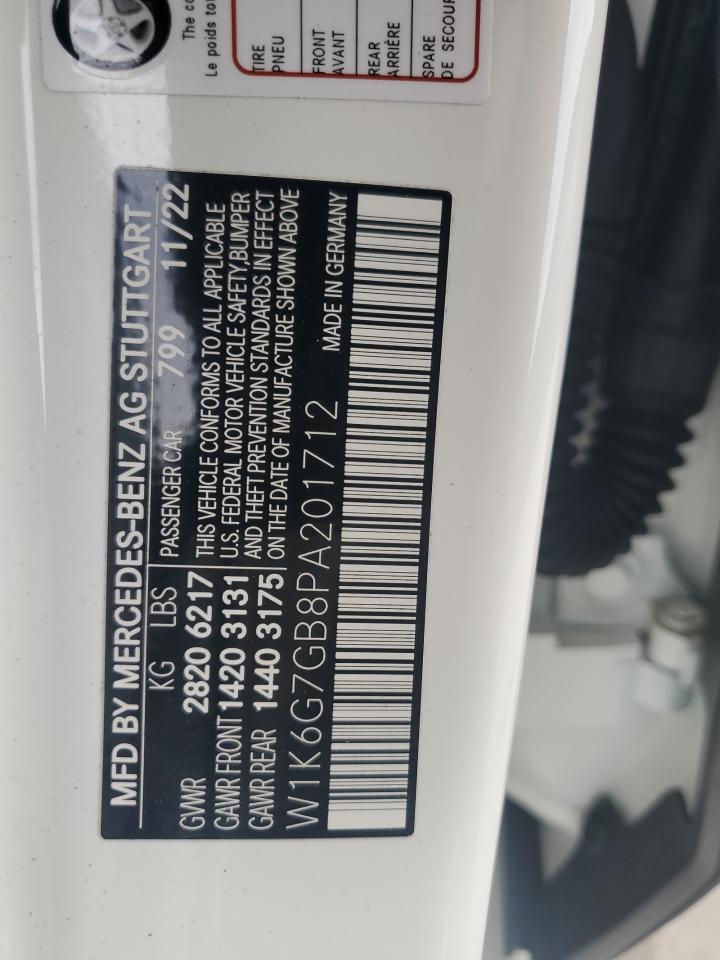 The
Le poids
TIRE
PNEU
FRONT
AVANT
REAR
ARRIÈRE
SPARE
DE SECOUR
MFD BY MERCEDES-BENZ AG STUTTGART
KG LBS PASSENGER CAR 799 11/22
GVWR 2820 6217 THIS VEHICLE CONFORMS TO ALL APPLICABLE
GAWR FRONT 1420 3131 U.S. FEDERAL MOTOR VEHICLE SAFETY, BUMPER
GAWR REAR 1440 3175 AND THEFT PREVENTION STANDARDS IN EFFECT
ON THE DATE OF MANUFACTURE SHOWN ABOVE
W1K6G7GB8PA201712 MADE IN GERMANY